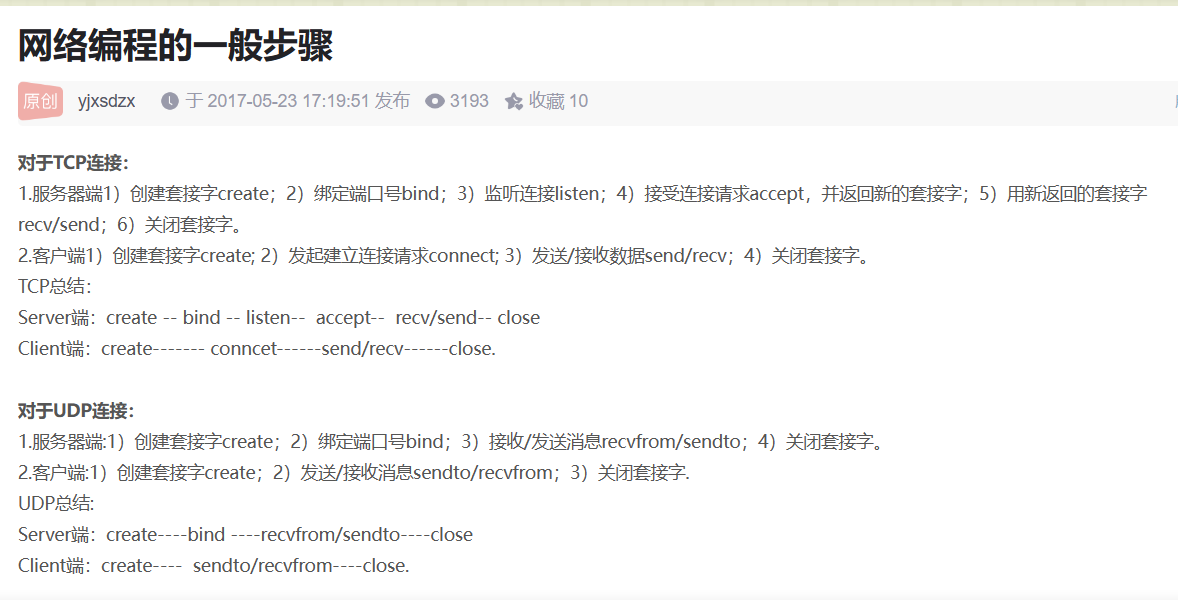 网络编程的一般步骤
原创 yjxsdzx 于 2017-05-23 17:19:51 发布 3193 收藏 10
对于TCP连接：
1.服务器端1）创建套接字create；2）绑定端口号bind；3）监听连接listen；4）接受连接请求accept，并返回新的套接字；5）用新返回的套接字
recv/send；6）关闭套接字。
2.客户端1）创建套接字create; 2）发起建立连接请求connect; 3）发送/接收数据send/recv；4）关闭套接字。
TCP总结：
Server端：create -- bind -- listen-- accept-- recv/send-- close
Client端：create------- conncet------send/recv------close.
对于UDP连接：
1.服务器端:1）创建套接字create；2）绑定端口号bind；3）接收/发送消息recvfrom/sendto；4）关闭套接字。
2.客户端:1）创建套接字create；2）发送/接收消息sendto/recvfrom；3）关闭套接字.
UDP总结:
Server端：create----bind ----recvfrom/sendto----close
Client端：create---- sendto/recvfrom----close.